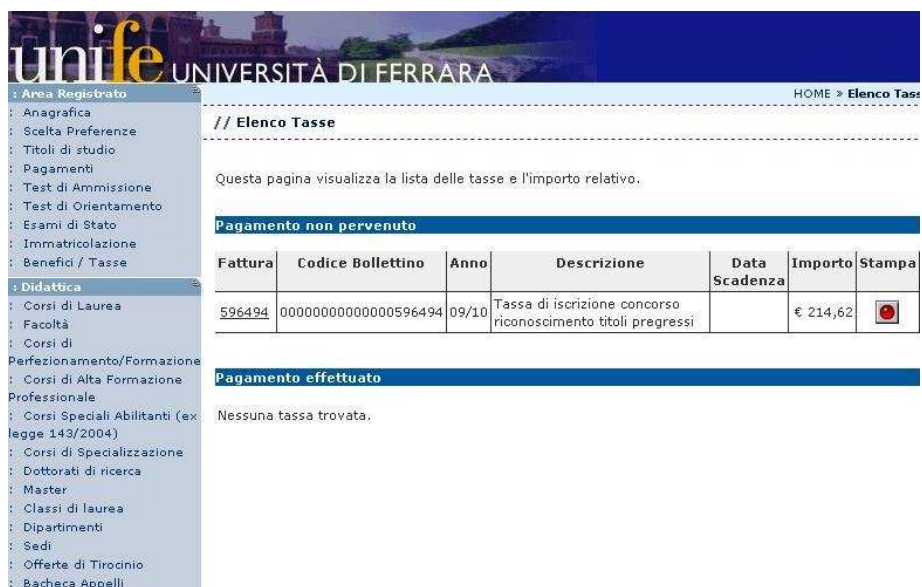 unife UNIVERSITÀ DI FERRARA
: Area Registrato
: Anagrafica
: Scelta Preferenze
: Titoli di studio
: Pagamenti
: Test di Ammissione
: Test di Orientamento
: Esami di Stato
: Immatricolazione
: Benefici / Tasse
: Didattica
: Corsi di Laurea
: Facoltà
: Corsi di
Perfezionamento/Formazione
: Corsi di Alta Formazione
Professionale
: Corsi Speciali Abilitanti (ex
legge 143/2004)
: Corsi di Specializzazione
: Dottorati di ricerca
: Master
: Classi di laurea
: Dipartimenti
: Sedi
: Offerte di Tirocinio
: Bacheca Appelli
HOME » Elenco Tass
// Elenco Tasse
Questa pagina visualizza la lista delle tasse e l'importo relativo.
Pagamento non pervenuto
Fattura Codice Bollettino Anno Descrizione Data Scadenza Importo Stampa
596494 000000000000596494 09/10 Tassa di iscrizione concorso riconoscimento titoli pregressi € 214,62
Pagamento effettuato
Nessuna tassa trovata.